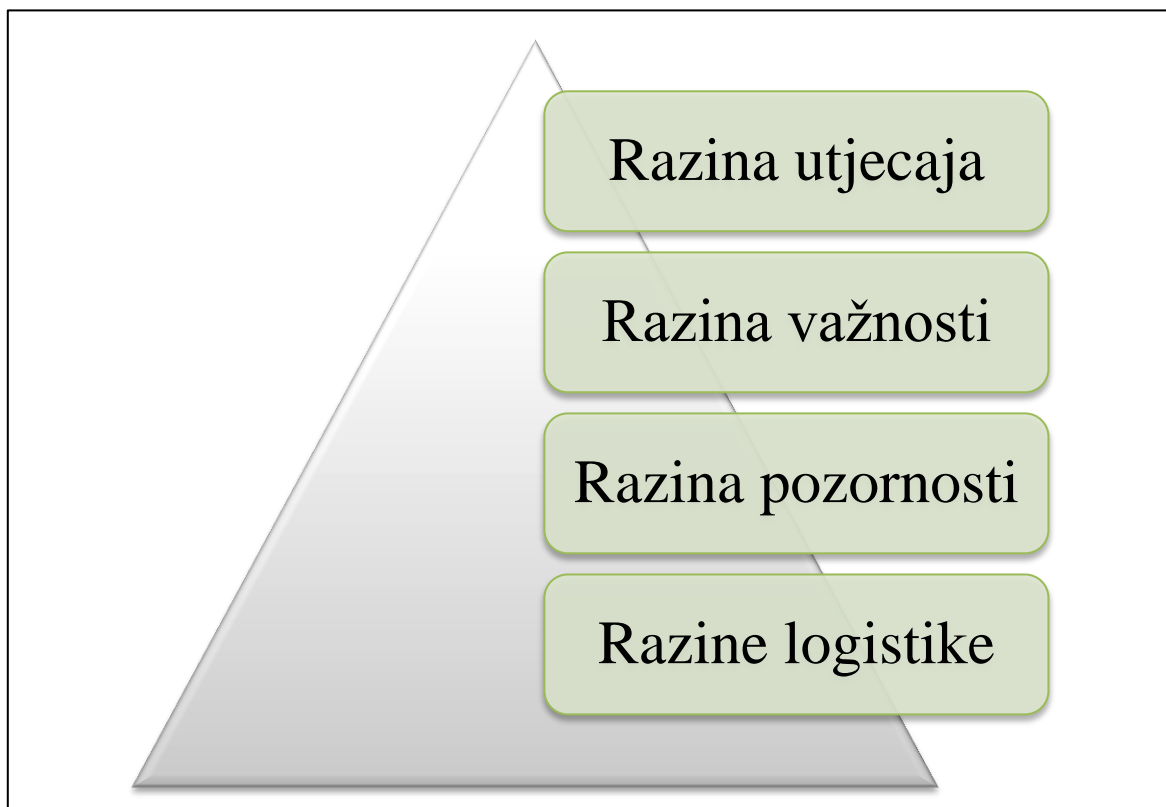 Razina utjecaja
Razina važnosti
Razina pozornosti
Razine logistike